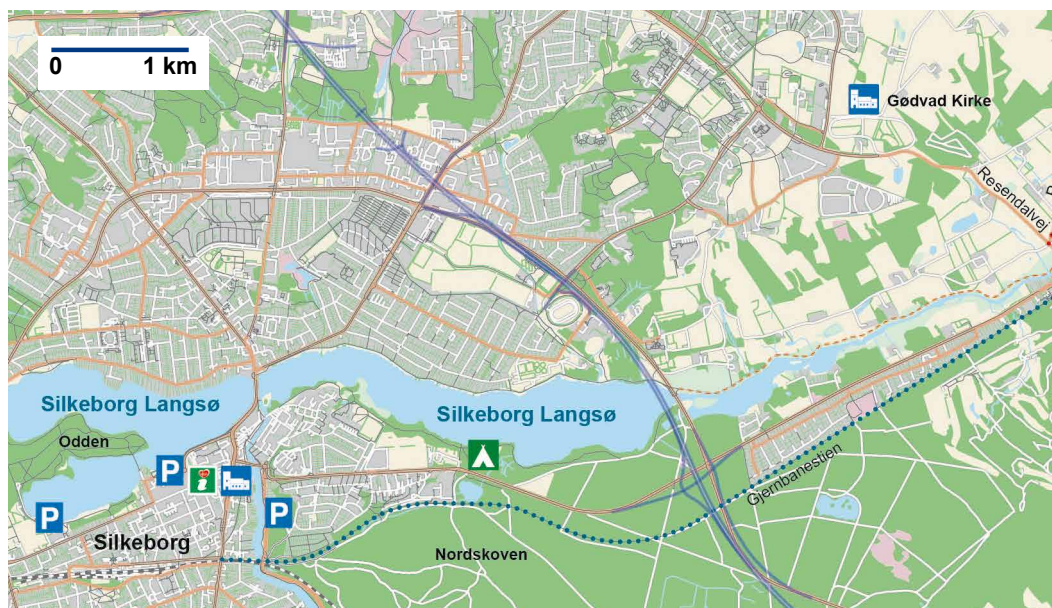 0 1 km
Gødvad Kirke
Resendalvej
Silkeborg Langsø
Silkeborg Langsø
Odden
P
P
P
Silkeborg
Gjernbanestien
Nordskoven